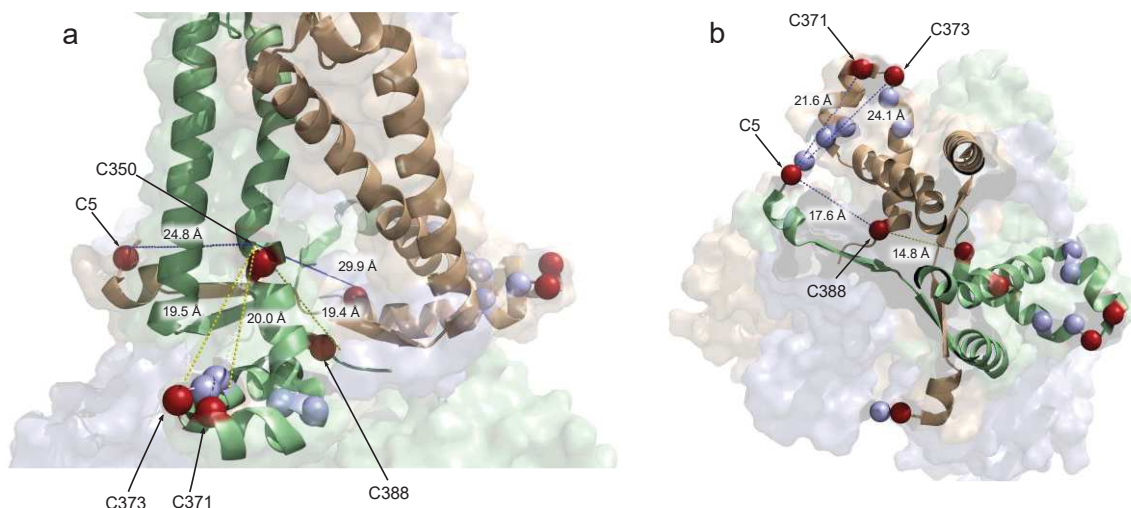 a
C350
C5
24.8 Å
29.9 Å
19.5 Å
20.0 Å
19.4 Å
C373
C371
C388
b
C371
C373
21.6 Å
24.1 Å
C5
17.6 Å
14.8 Å
C388